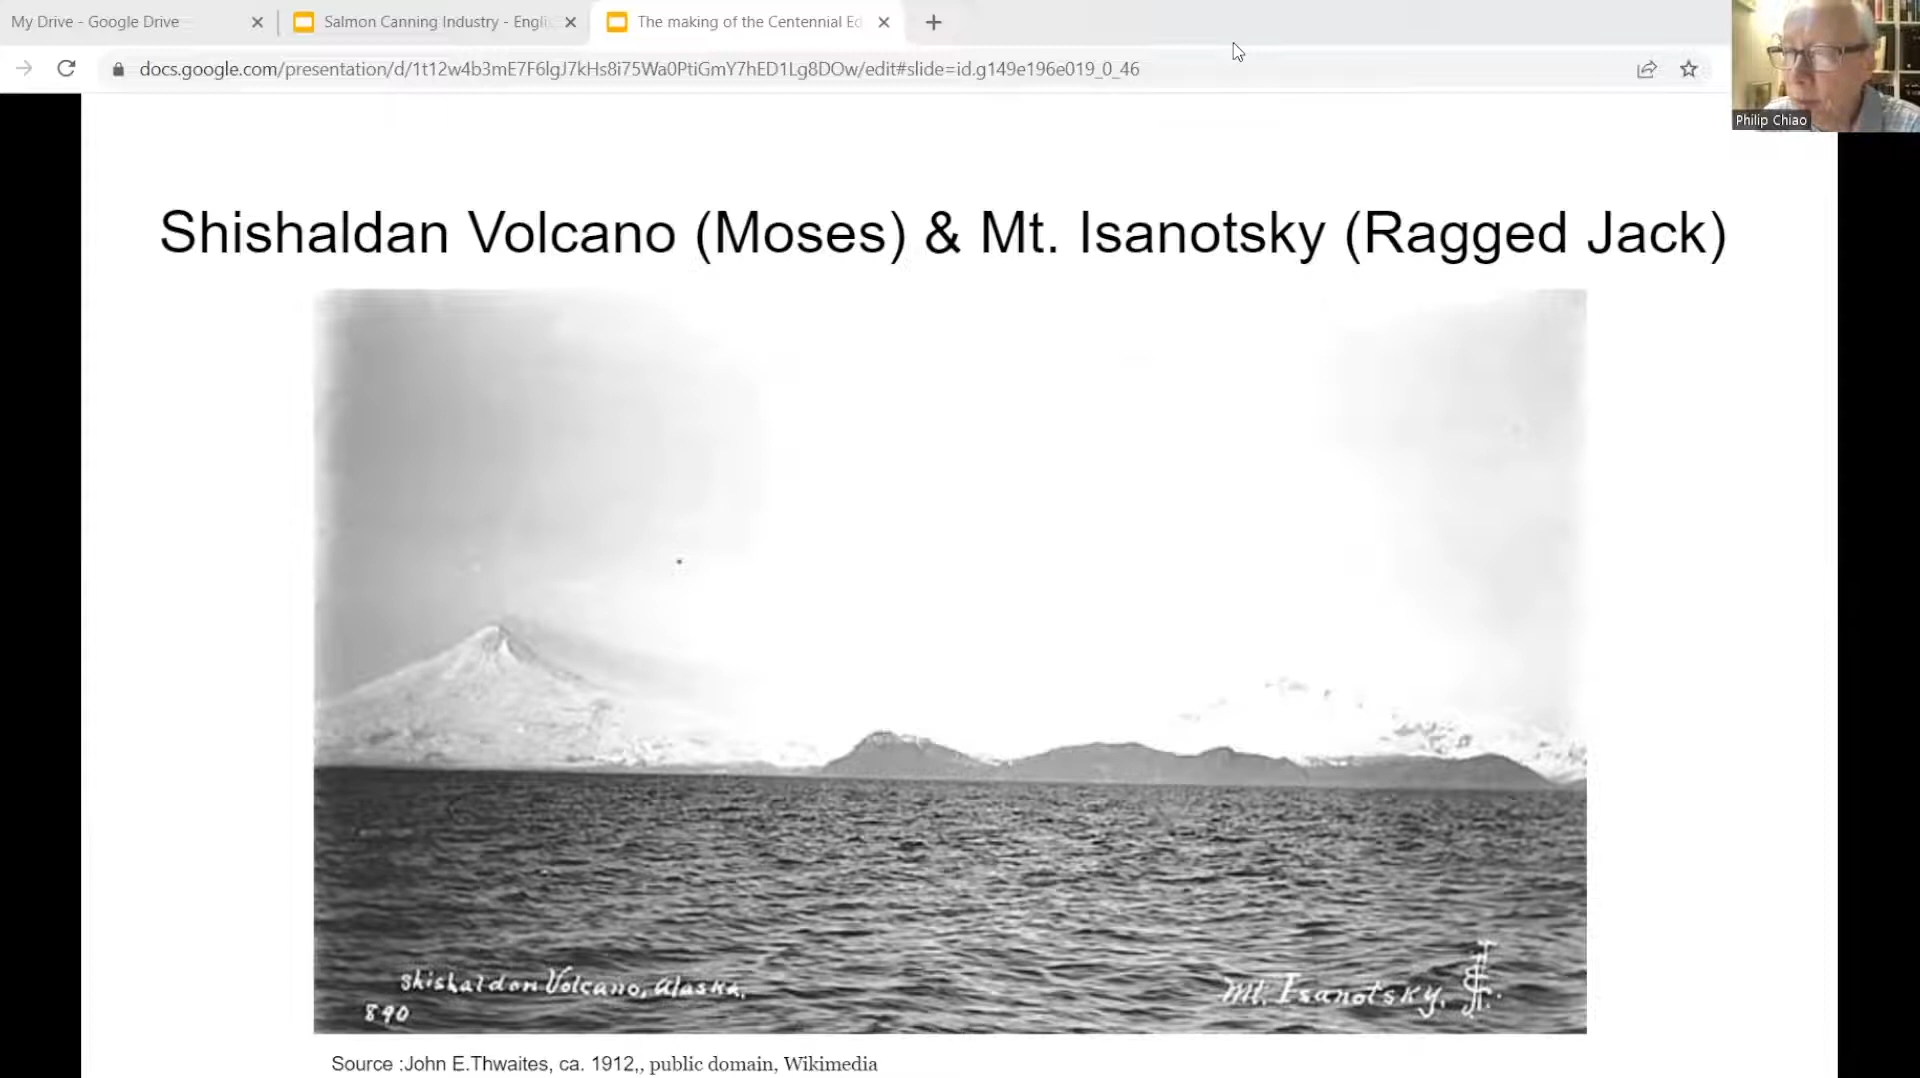 My Drive - Google Drive
Salmon Canning Industry - Engli
The making of the Centennial Ed
docs.google.com/presentation/d/1t12w4b3mE7F6lgJ7kHs8i75Wa0PtiGmY7hED1Lg8DOw/edit#slide=id.g149e196e019_0_46
Philip Chiao
Shishaldan Volcano (Moses) & Mt. Isanotsky (Ragged Jack)
Shishaldon Volcano, Alaska.
Mt. Isanotsky.
890
Source :John E.Thwaites, ca. 1912,, public domain, Wikimedia